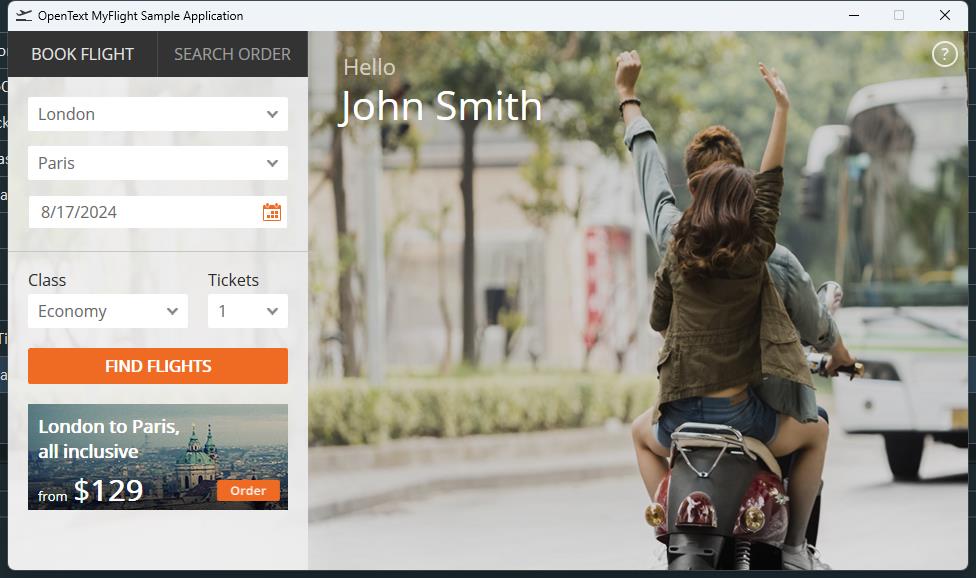 OpenText MyFlight Sample Application
BOOK FLIGHT
SEARCH ORDER
Hello
John Smith
?
London
Paris
8/17/2024
Class
Tickets
Economy
1
FIND FLIGHTS
London to Paris,
all inclusive
from $129
Order